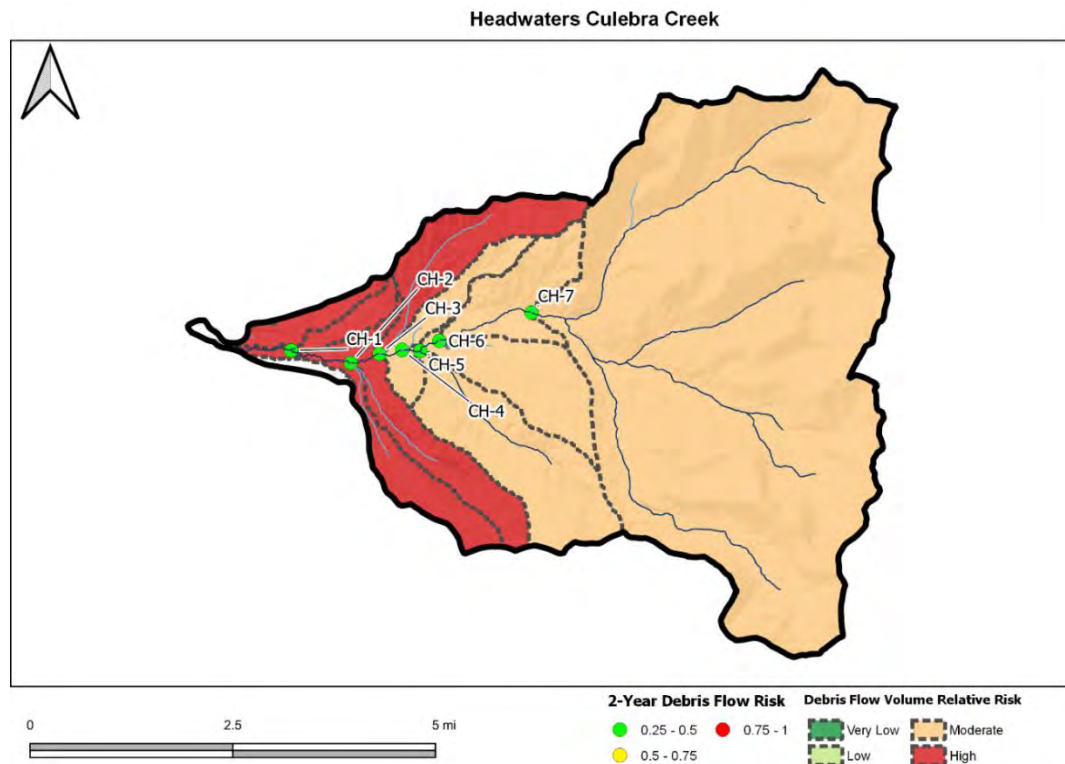 Headwaters Culebra Creek
CH-2
CH-3
CH-7
CH-1
CH-6
CH-5
CH-4
0 2.5 5 mi
2-Year Debris Flow Risk
0.25 - 0.5 0.75 - 1
0.5 - 0.75
Debris Flow Volume Relative Risk
Very Low Moderate
Low High